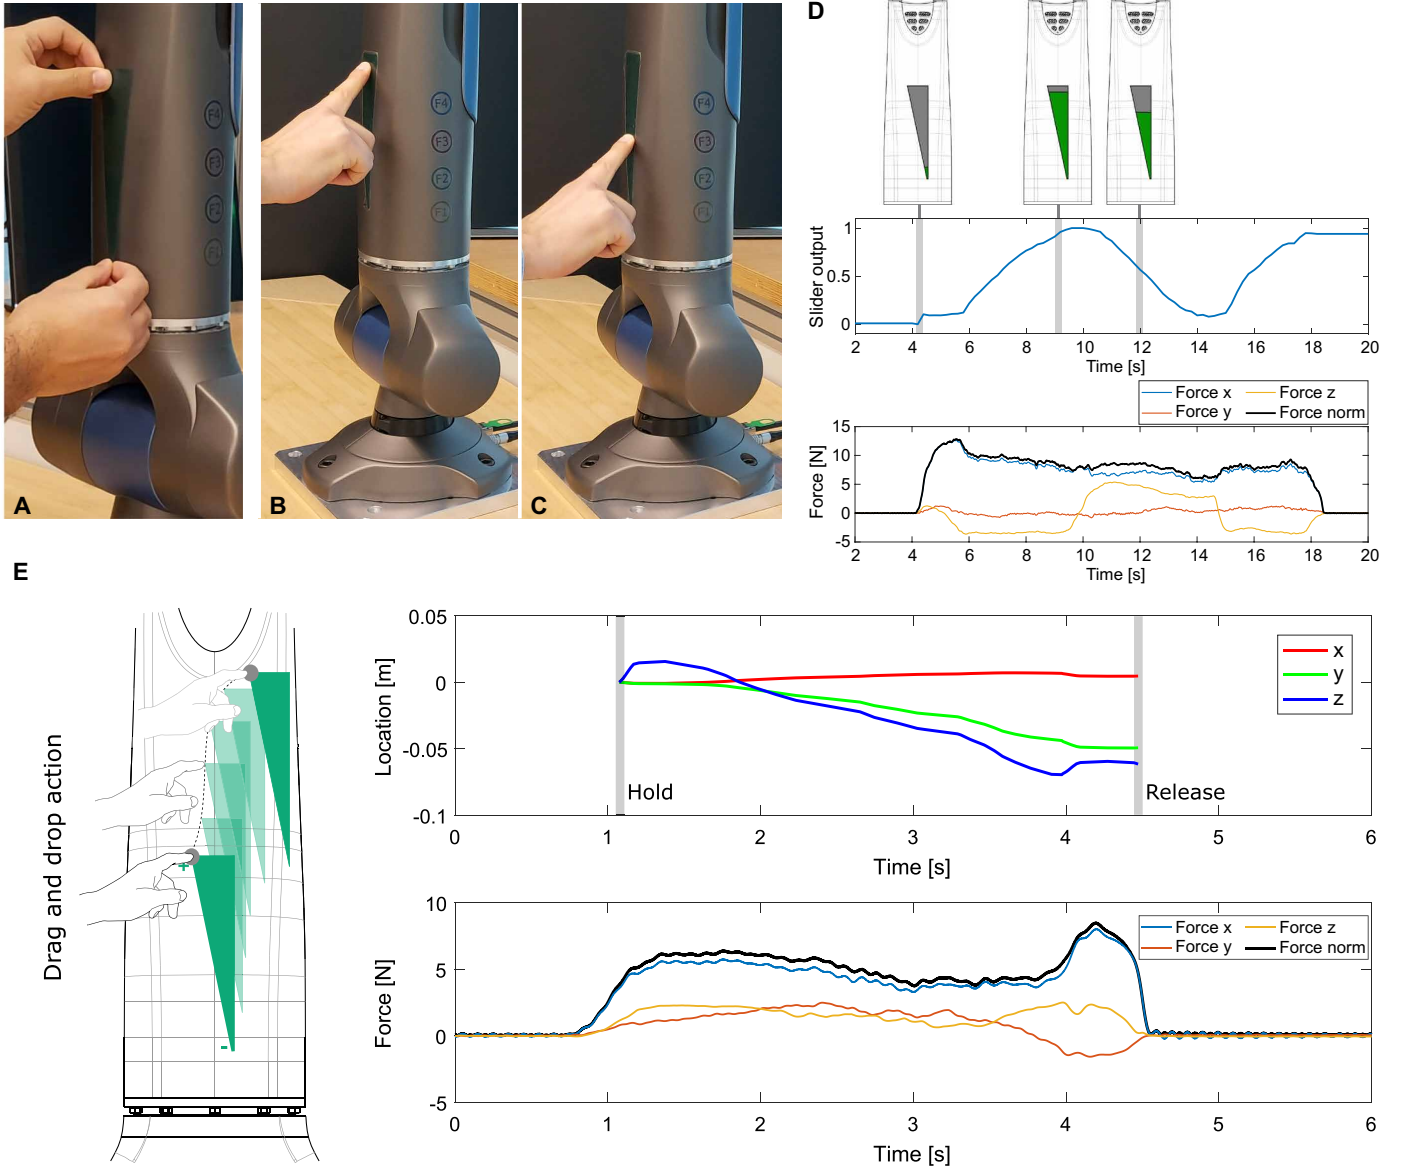 A
F4
F3
F2
F1
B
F4
F3
F2
F1
C
F4
F3
F2
F1
D
Slider output
1
0.5
0
2 4 6 8 10 12 14 16 18 20
Time [s]
Force x Force z
Force y Force norm
Force [N]
15
10
5
0
-5
2 4 6 8 10 12 14 16 18 20
Time [s]
E
Drag and drop action
+
-
Location [m]
0.05
0
-0.05
-0.1
x
y
z
Hold
Release
0 1 2 3 4 5 6
Time [s]
Force [N]
10
5
0
-5
Force x Force z
Force y Force norm
0 1 2 3 4 5 6
Time [s]